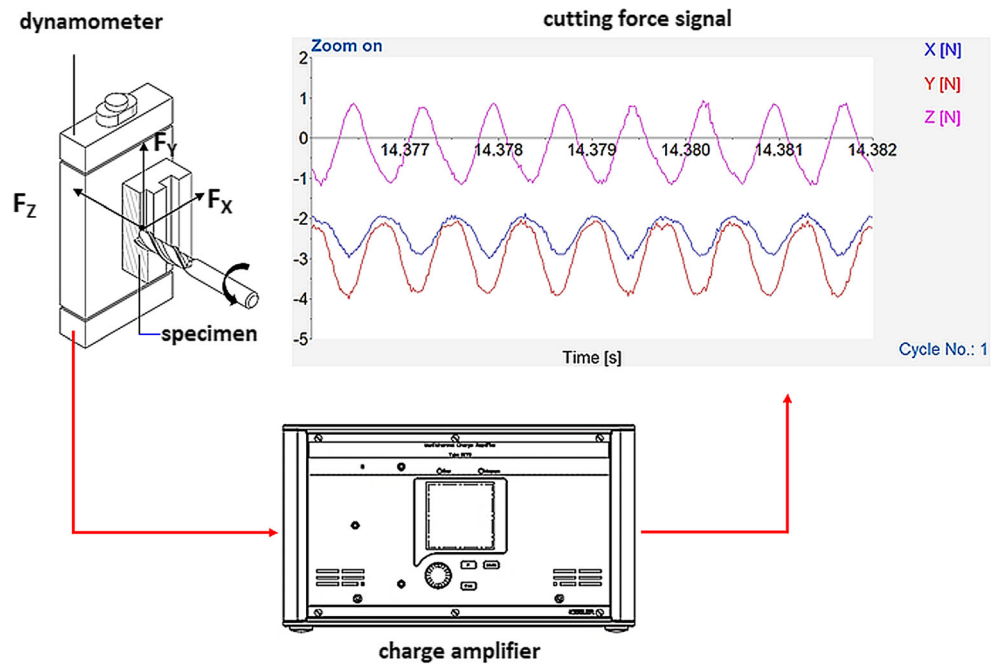 dynamometer
cutting force signal
Zoom on
X [N]
Y [N]
Z [N]
2
1
0
-1
-2
-3
-4
-5
14.377
14.378
14.379
14.380
14.381
14.382
Time [s]
Cycle No.: 1
FY
FX
FZ
specimen
KISTLER
charge amplifier